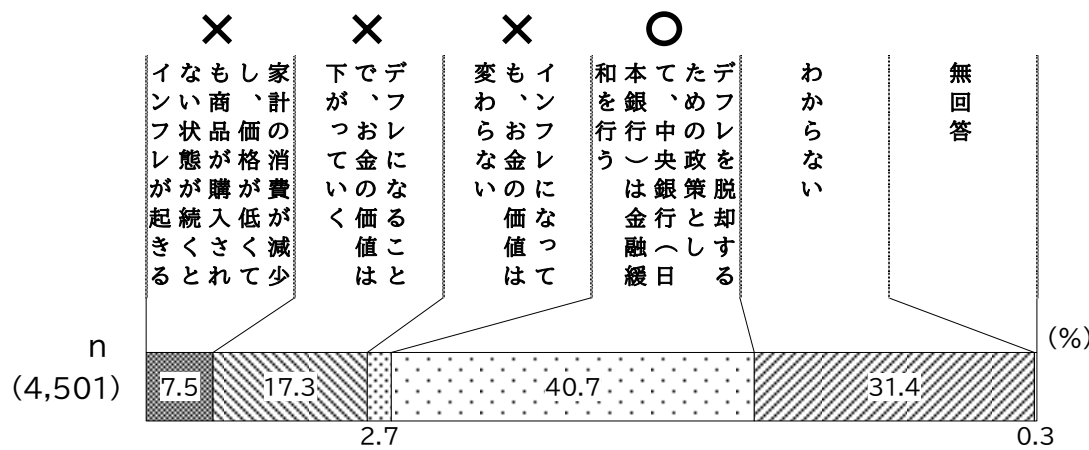 ×
×
×
○
家計の消費が減少
し、価格が低くて
も商品が購入され
ない状態が続くと
インフレが起きる
デフレになること
で、お金の価値は
下がっていく
インフレになって
も、お金の価値は
変わらない
デフレを脱却する
ための政策とし
て、中央銀行（日
本銀行）は金融緩
和を行う
わからない
無回答
(%)
n
(4,501)
7.5
17.3
2.7
40.7
31.4
0.3